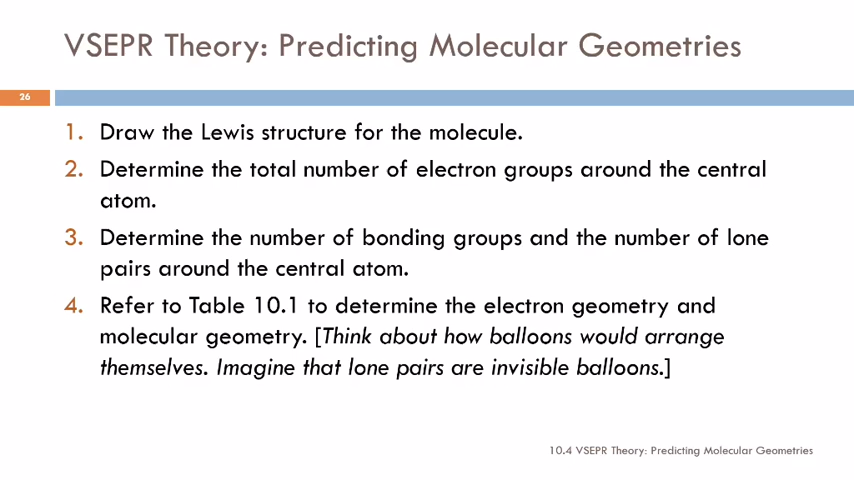 VSEPR Theory: Predicting Molecular Geometries
26
1. Draw the Lewis structure for the molecule.
2. Determine the total number of electron groups around the central
atom.
3. Determine the number of bonding groups and the number of lone
pairs around the central atom.
4. Refer to Table 10.1 to determine the electron geometry and
molecular geometry. [Think about how balloons would arrange
themselves. Imagine that lone pairs are invisible balloons.]
10.4 VSEPR Theory: Predicting Molecular Geometries